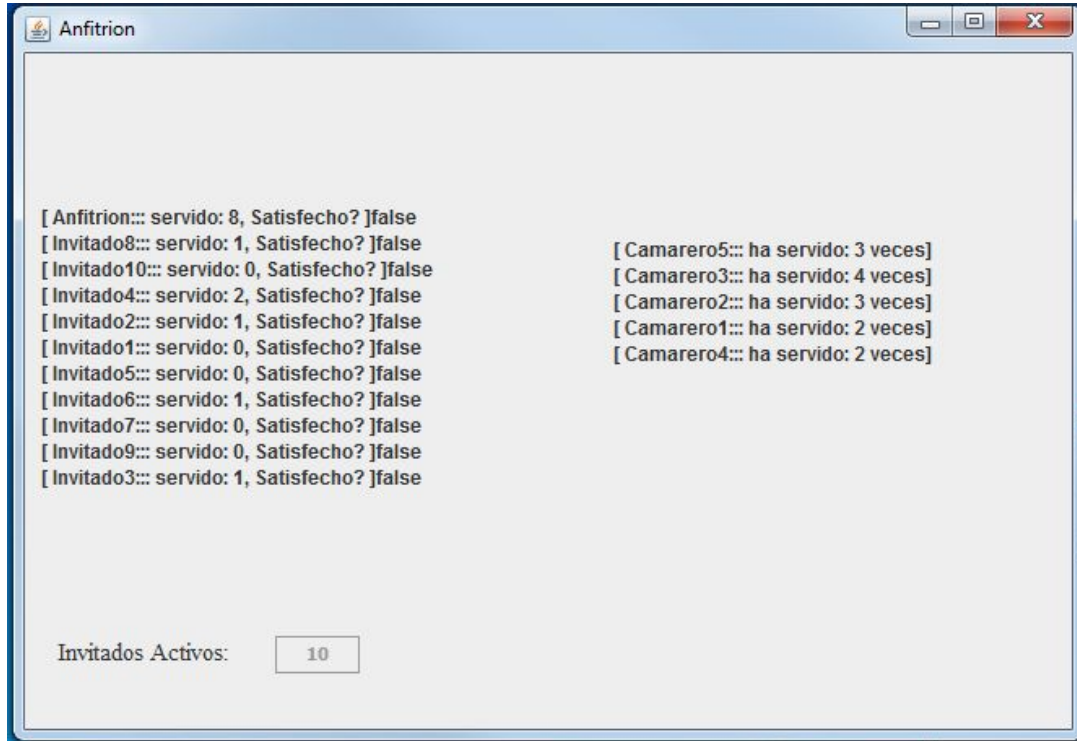 Anfitrion
[ Anfitrion::: servido: 8, Satisfecho? ]false
[ Invitado8::: servido: 1, Satisfecho? ]false
[ Invitado10::: servido: 0, Satisfecho? ]false
[ Invitado4::: servido: 2, Satisfecho? ]false
[ Invitado2::: servido: 1, Satisfecho? ]false
[ Invitado1::: servido: 0, Satisfecho? ]false
[ Invitado5::: servido: 0, Satisfecho? ]false
[ Invitado6::: servido: 1, Satisfecho? ]false
[ Invitado7::: servido: 0, Satisfecho? ]false
[ Invitado9::: servido: 0, Satisfecho? ]false
[ Invitado3::: servido: 1, Satisfecho? ]false
[ Camarero5::: ha servido: 3 veces]
[ Camarero3::: ha servido: 4 veces]
[ Camarero2::: ha servido: 3 veces]
[ Camarero1::: ha servido: 2 veces]
[ Camarero4::: ha servido: 2 veces]
Invitados Activos: 10